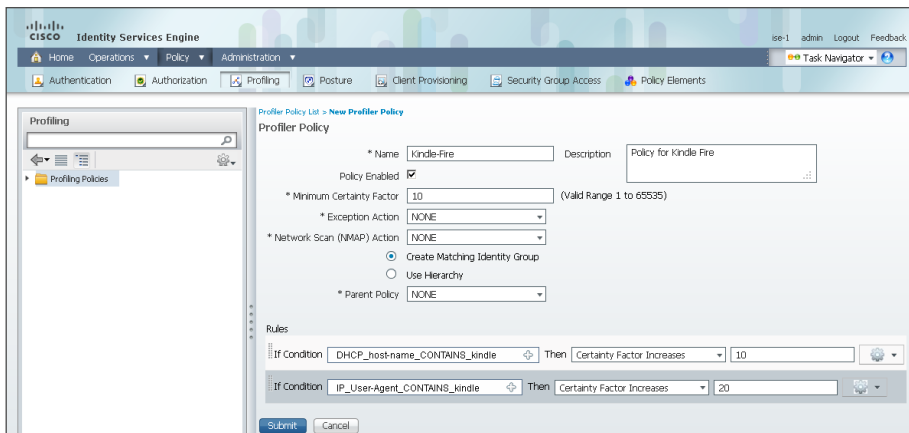 CISCO Identity Services Engine
ise-1 admin Logout Feedback
Home Operations ▼ Policy ▼ Administration ▼
Task Navigator ▼
Authentication Authorization Profiling Posture Client Provisioning Security Group Access Policy Elements
Profiling
Profiling Policies
Profiler Policy List > New Profiler Policy
Profiler Policy
* Name Kindle-Fire Description Policy for Kindle Fire
Policy Enabled
* Minimum Certainty Factor 10 (Valid Range 1 to 65535)
* Exception Action NONE
* Network Scan (NMAP) Action NONE
Create Matching Identity Group
Use Hierarchy
* Parent Policy NONE
Rules
If Condition DHCP_host-name_CONTAINS_kindle Then Certainty Factor Increases 10
If Condition IP_User-Agent_CONTAINS_kindle Then Certainty Factor Increases 20
Submit Cancel